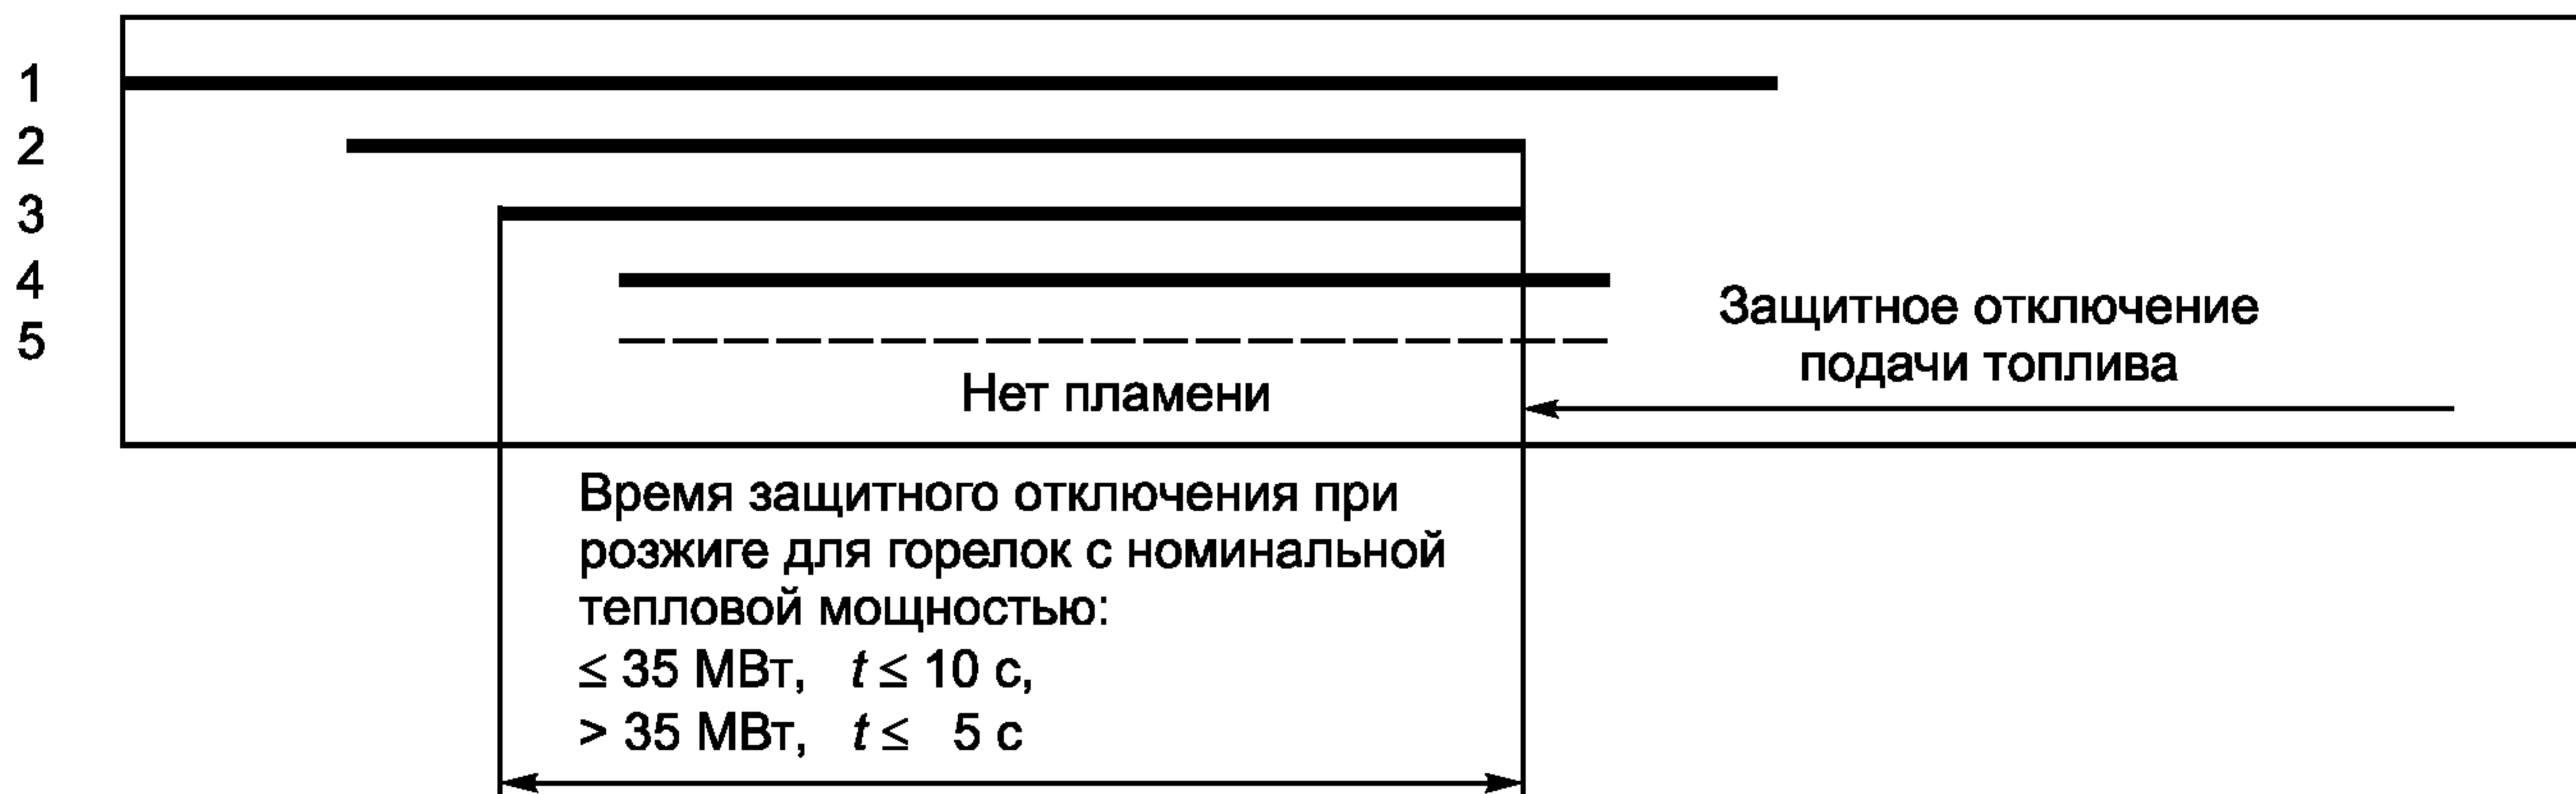 1
2
3
4
5
Защитное отключение
подачи топлива
Нет пламени
Время защитного отключения при
розжиге для горелок с номинальной
тепловой мощностью:
≤ 35 МВт, t ≤ 10 с,
> 35 МВт, t ≤ 5 с